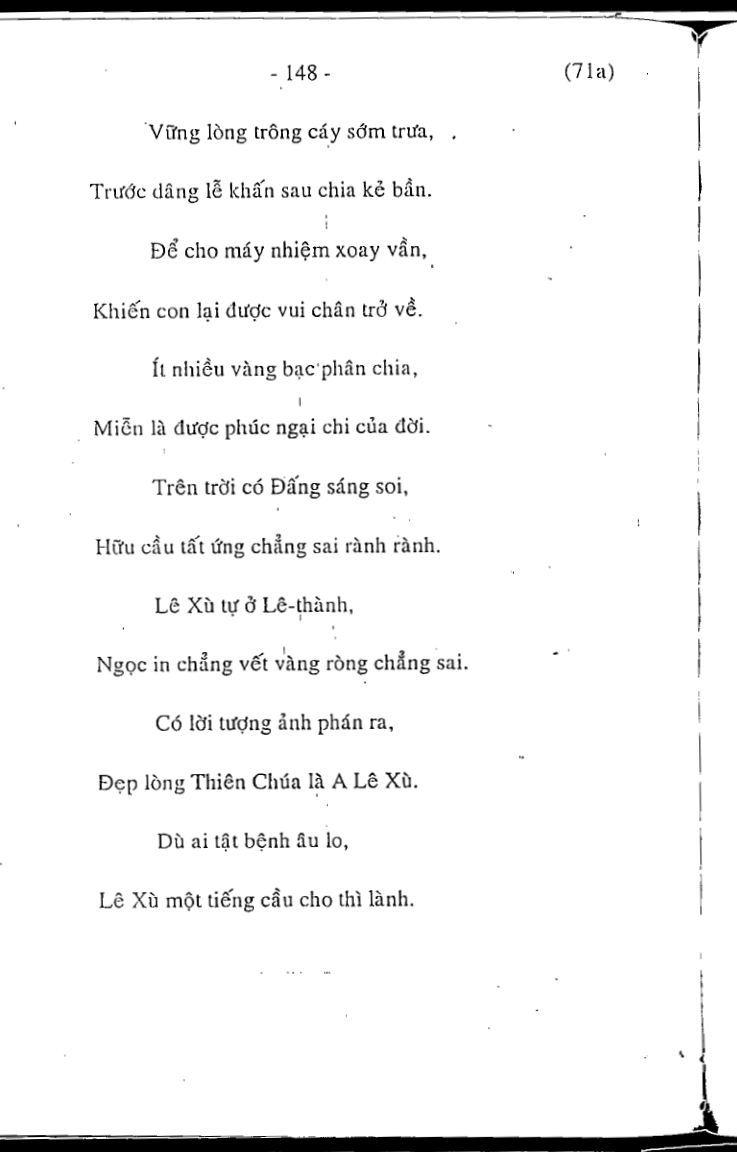 - 148 - (71a)
Vững lòng trông cáy sớm trưa,
Trước dâng lễ khấn sau chia kẻ bần.
Để cho máy nhiệm xoay vần,
Khiến con lại được vui chân trở về.
Ít nhiều vàng bạc phân chia,
Miễn là được phúc ngại chi của đời.
Trên trời có Đấng sáng soi,
Hữu cầu tất ứng chẳng sai rành rành.
Lê Xù tự ở Lê-thành,
Ngọc in chẳng vết vàng ròng chẳng sai.
Có lời tượng ảnh phán ra,
Đẹp lòng Thiên Chúa là A Lê Xù.
Dù ai tật bệnh âu lo,
Lê Xù một tiếng cầu cho thì lành.